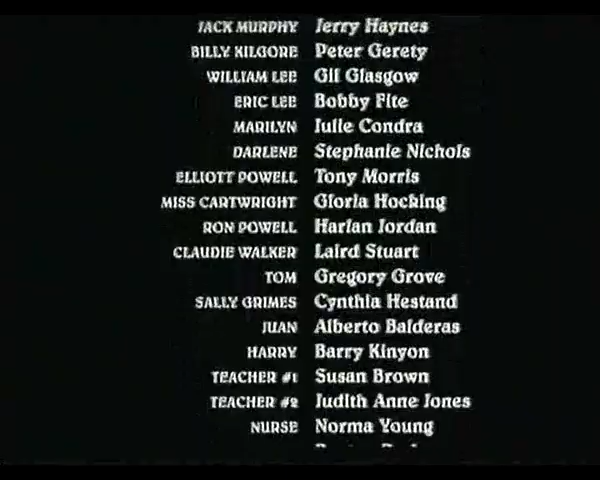 JACK MURPHY Jerry Haynes
BILLY KILGORE Peter Gerety
WILLIAM LEE Gil Glasgow
ERIC LEE Bobby Fite
MARILYN Julie Condra
DARLENE Stephanie Nichols
ELLIOTT POWELL Tony Morris
MISS CARTWRIGHT Gloria Hocking
RON POWELL Harlan Jordan
CLAUDIE WALKER Laird Stuart
TOM Gregory Grove
SALLY GRIMES Cynthia Hestand
JUAN Alberto Balderas
HARRY Barry Kinyon
TEACHER #1 Susan Brown
TEACHER #2 Judith Anne Jones
NURSE Norma Young